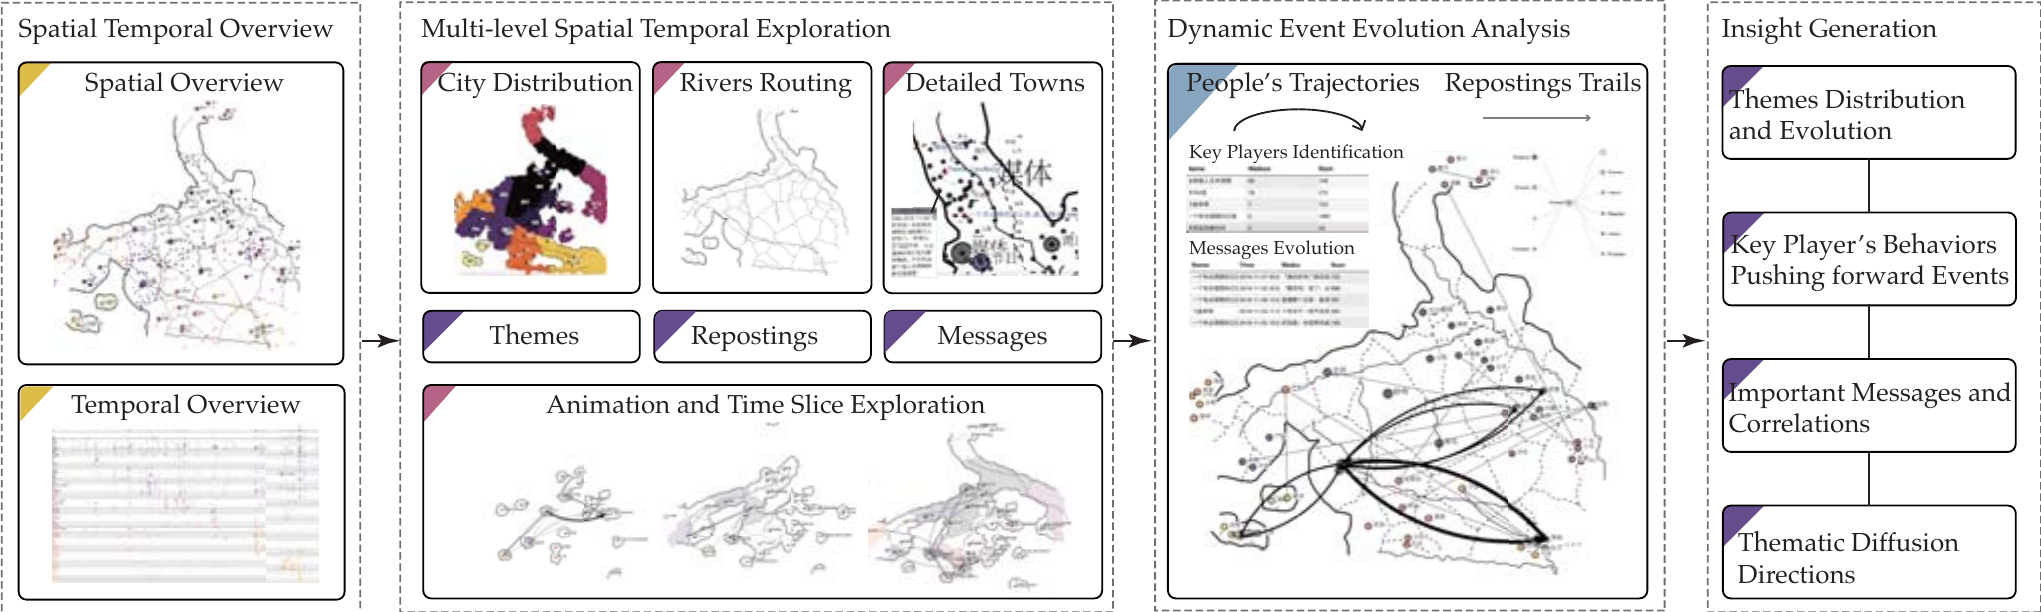 Spatial Temporal Overview
Spatial Overview
Temporal Overview
Multi-level Spatial Temporal Exploration
City Distribution
Rivers Routing
Detailed Towns
媒体
Themes
Repostings
Messages
Animation and Time Slice Exploration
Dynamic Event Evolution Analysis
People's Trajectories
Repostings Trails
Key Players Identification
Messages Evolution
Insight Generation
Themes Distribution
and Evolution
Key Player's Behaviors
Pushing forward Events
Important Messages and
Correlations
Thematic Diffusion
Directions